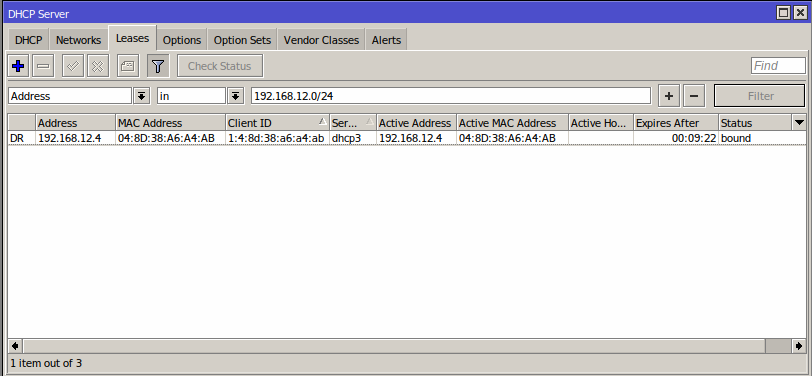 DHCP Server
DHCP Networks Leases Options Option Sets Vendor Classes Alerts
Check Status Find
Address in 192.168.12.0/24 Filter
Address MAC Address Client ID Ser... Active Address Active MAC Address Active Ho... Expires After Status
DR 192.168.12.4 04:8D:38:A6:A4:AB 1:4:8d:38:a6:a4:ab dhcp3 192.168.12.4 04:8D:38:A6:A4:AB 00:09:22 bound
1 item out of 3